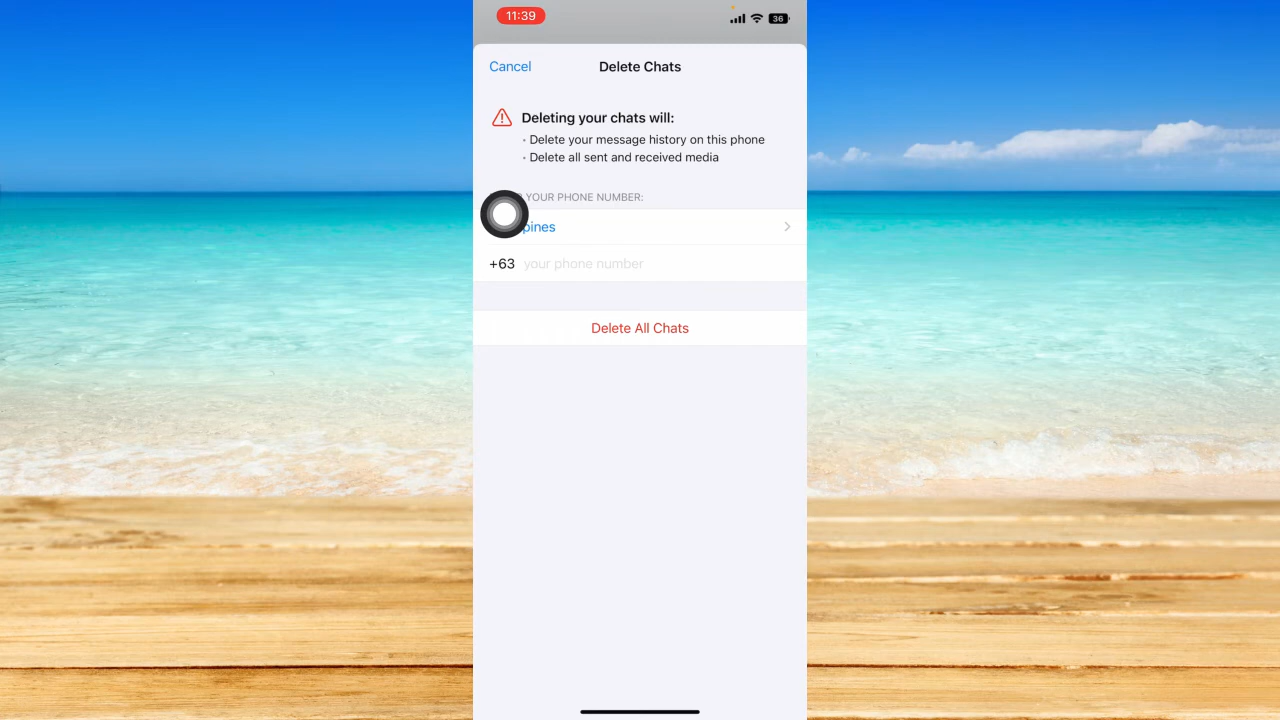 11:39
36
Cancel
Delete Chats
Deleting your chats will:
• Delete your message history on this phone
• Delete all sent and received media
YOUR PHONE NUMBER:
+63 your phone number
Delete All Chats